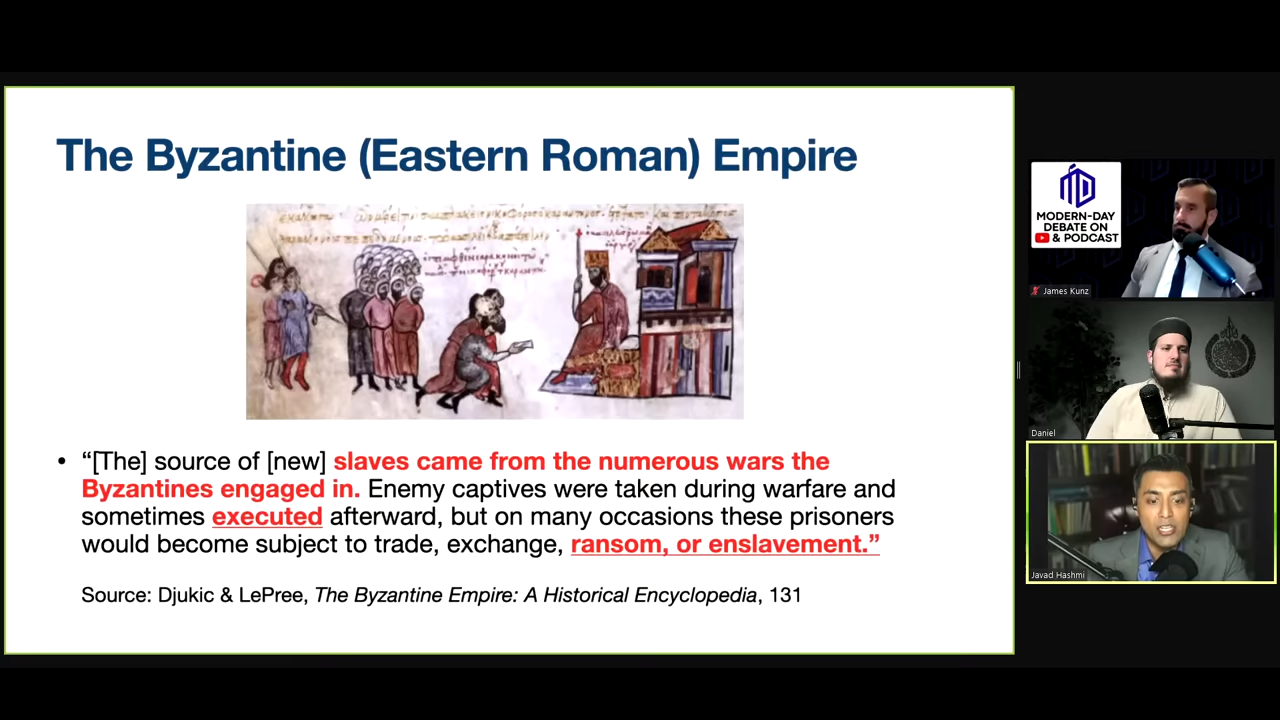 The Byzantine (Eastern Roman) Empire
• “[The] source of [new] slaves came from the numerous wars the
Byzantines engaged in. Enemy captives were taken during warfare and
sometimes executed afterward, but on many occasions these prisoners
would become subject to trade, exchange, ransom, or enslavement.”
Source: Djukic & LePree, The Byzantine Empire: A Historical Encyclopedia, 131
MODERN-DAY
DEBATE ON
& PODCAST
James Kunz
Daniel
Javad Hashmi